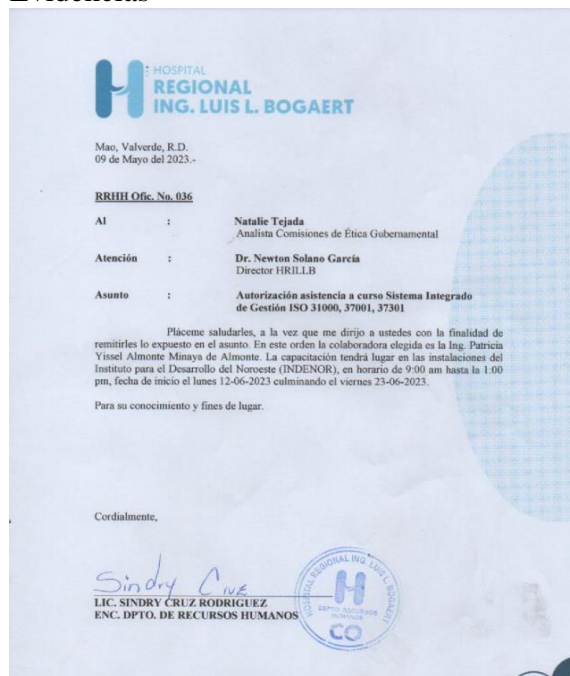 Evidencias
HOSPITAL
REGIONAL
ING. LUIS L. BOGAERT
Mao, Valverde, R.D.
09 de Mayo del 2023.-
RRHH Ofic. No. 036
Al : Natalie Tejada
Analista Comisiones de Ética Gubernamental
Atención : Dr. Newton Solano García
Director HRILLB
Asunto : Autorización asistencia a curso Sistema Integrado
de Gestión ISO 31000, 37001, 37301
Pláceme saludarles, a la vez que me dirijo a ustedes con la finalidad de
remitirles lo expuesto en el asunto. En este orden la colaboradora elegida es la Ing. Patricia
Yissel Almonte Minaya de Almonte. La capacitación tendrá lugar en las instalaciones del
Instituto para el Desarrollo del Noroeste (INDENOR), en horario de 9:00 am hasta la 1:00
pm, fecha de inicio el lunes 12-06-2023 culminando el viernes 23-06-2023.
Para su conocimiento y fines de lugar.
Cordialmente,
Sindry Cruz
LIC. SINDRY CRUZ RODRIGUEZ
ENC. DPTO. DE RECURSOS HUMANOS
HOSPITAL REGIONAL ING. LUIS L. BOGAERT
DEPTO. RECURSOS
HUMANOS